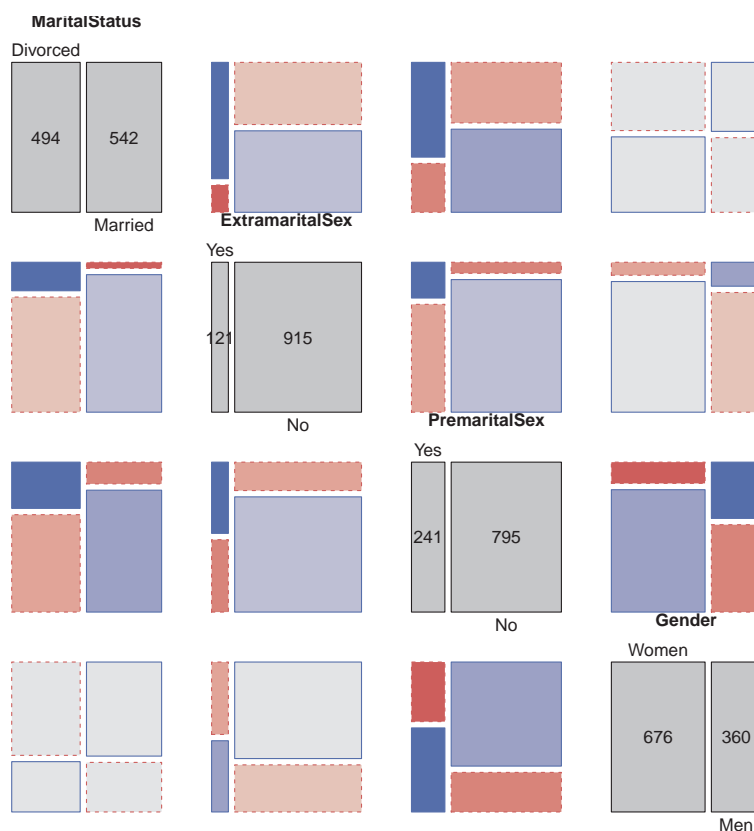 MaritalStatus
Divorced
494 542
Married
ExtramaritalSex
Yes
121 915
No
PremaritalSex
Yes
241 795
No
Gender
Women
676 360
Men